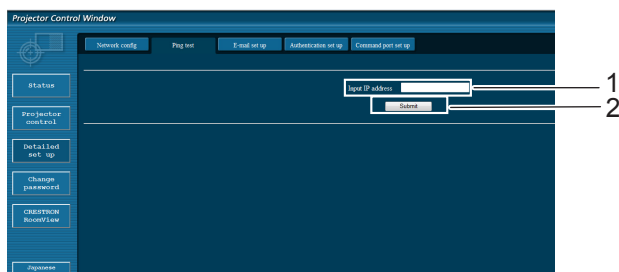 Projector Control Window
Network config Ping test E-mail set up Authentication set up Command port set up
Status
Input IP address 1
Submit 2
Projector
control
Detailed
set up
Change
password
CRESTRON
RoomView
Japanese